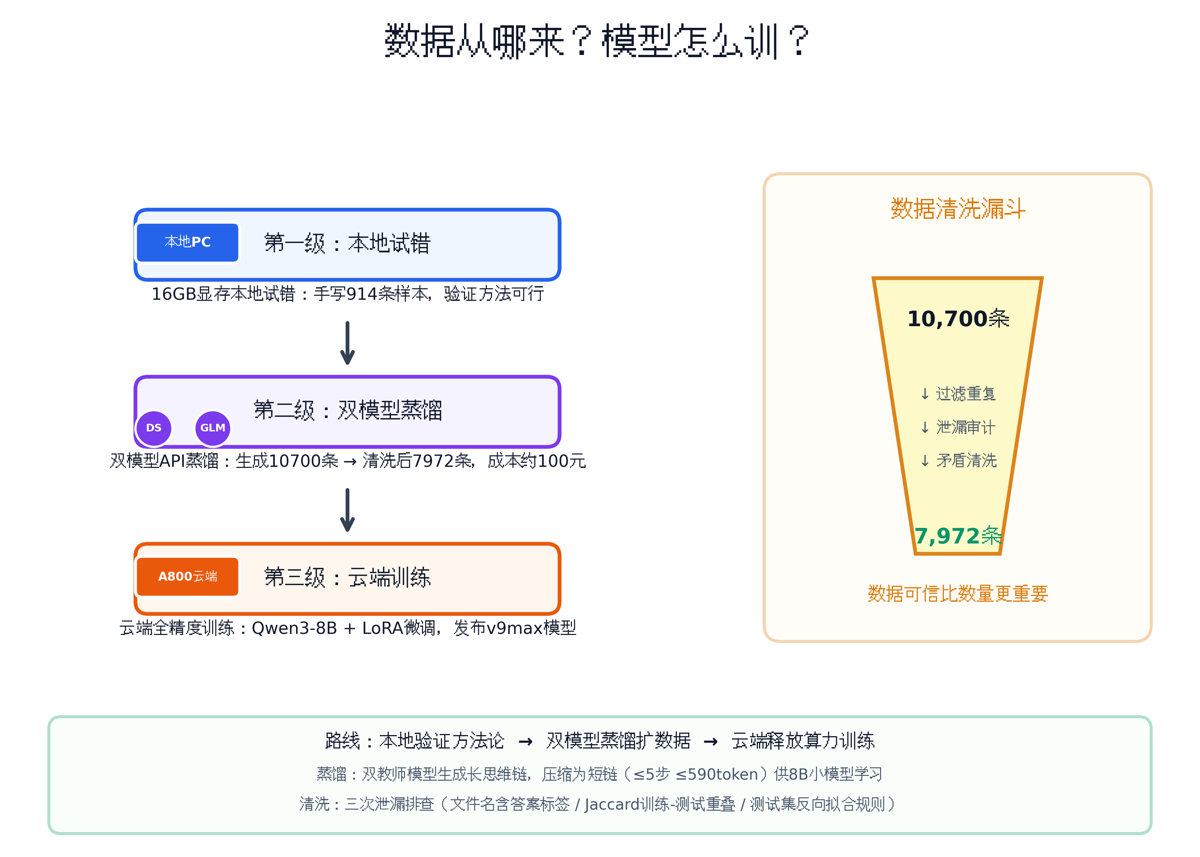 数据从哪来？模型怎么训？
本地PC
第一级：本地试错
16GB显存本地试错：手写914条样本，验证方法可行
第二级：双模型蒸馏
DS
GLM
双模型API蒸馏：生成10700条 → 清洗后7972条，成本约100元
A800云端
第三级：云端训练
云端全精度训练：Qwen3-8B + LoRA微调，发布v9max模型
数据清洗漏斗
10,700条
↓ 过滤重复
↓ 泄漏审计
↓ 矛盾清洗
7,972条
数据可信比数量更重要
路线：本地验证方法论 → 双模型蒸馏扩数据 → 云端释放算力训练
蒸馏：双教师模型生成长思维链，压缩为短链（≤5步 ≤590token）供8B小模型学习
清洗：三次泄漏排查（文件名含答案标签 / Jaccard训练-测试重叠 / 测试集反向拟合规则）